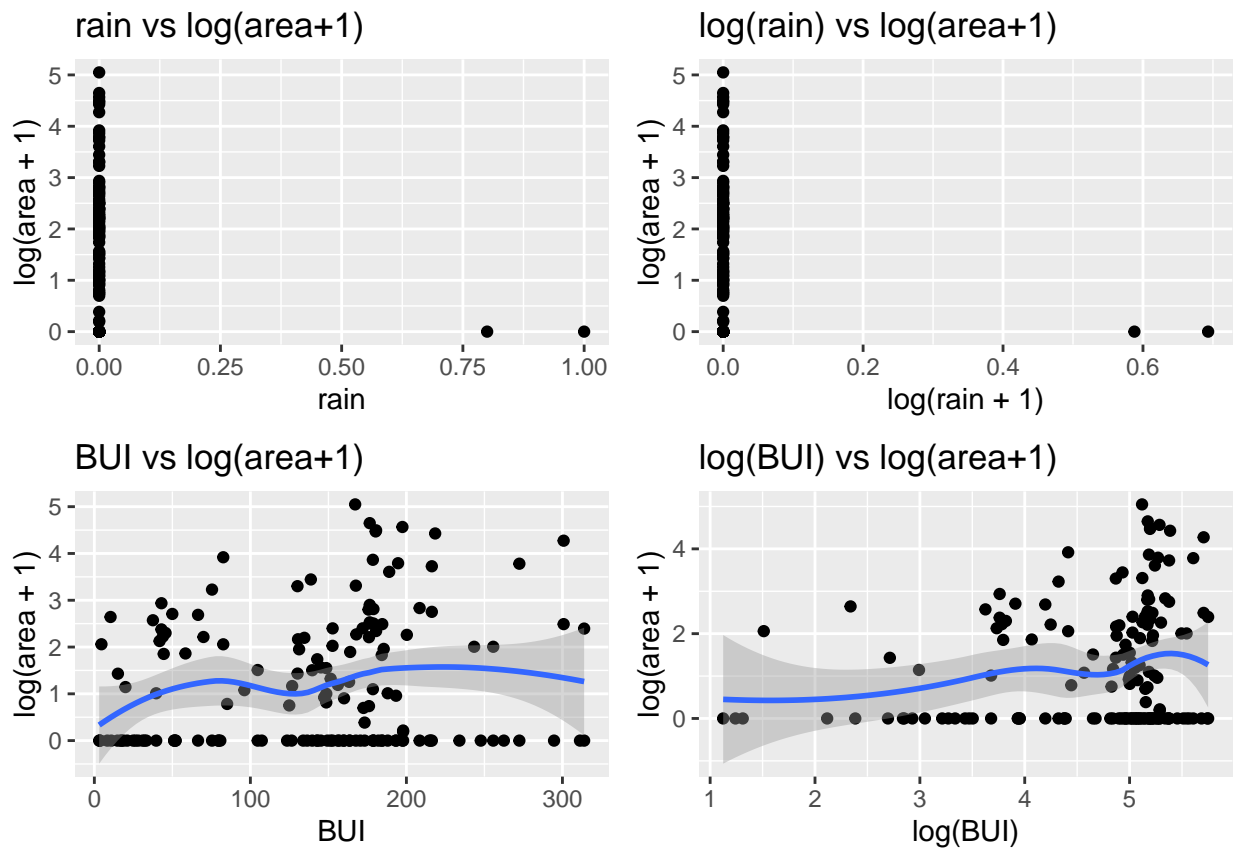 rain vs log(area+1)
log(area + 1)
5
4
3
2
1
0
0.00 0.25 0.50 0.75 1.00
rain
log(rain) vs log(area+1)
log(area + 1)
5
4
3
2
1
0
0.0 0.2 0.4 0.6
log(rain + 1)
BUI vs log(area+1)
log(area + 1)
5
4
3
2
1
0
0 100 200 300
BUI
log(BUI) vs log(area+1)
log(area + 1)
4
2
0
1 2 3 4 5
log(BUI)